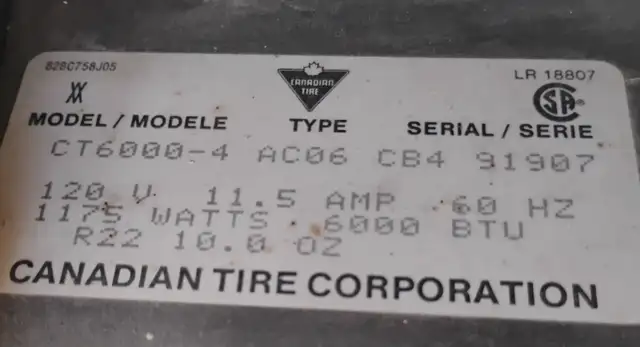 828C758J05
CANADIAN
TIRE
LR 18807
MODEL / MODELE TYPE SERIAL / SERIE
CT6000-4 AC06 CB4 91907
120 V 11.5 AMP 60 HZ
1175 WATTS 6000 BTU
R22 10.0 OZ
CANADIAN TIRE CORPORATION